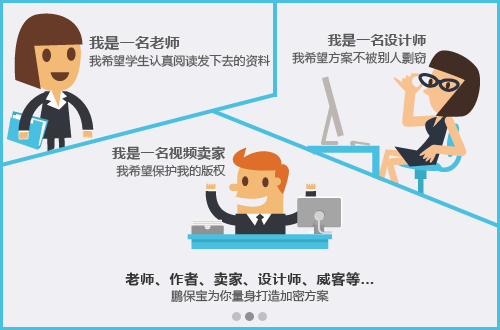 我是一名老师
我希望学生认真阅读发下去的资料
我是一名设计师
我希望方案不被别人剽窃
我是一名视频卖家
我希望保护我的版权
老师、作者、卖家、设计师、威客等...
鹏保宝为你量身打造加密方案